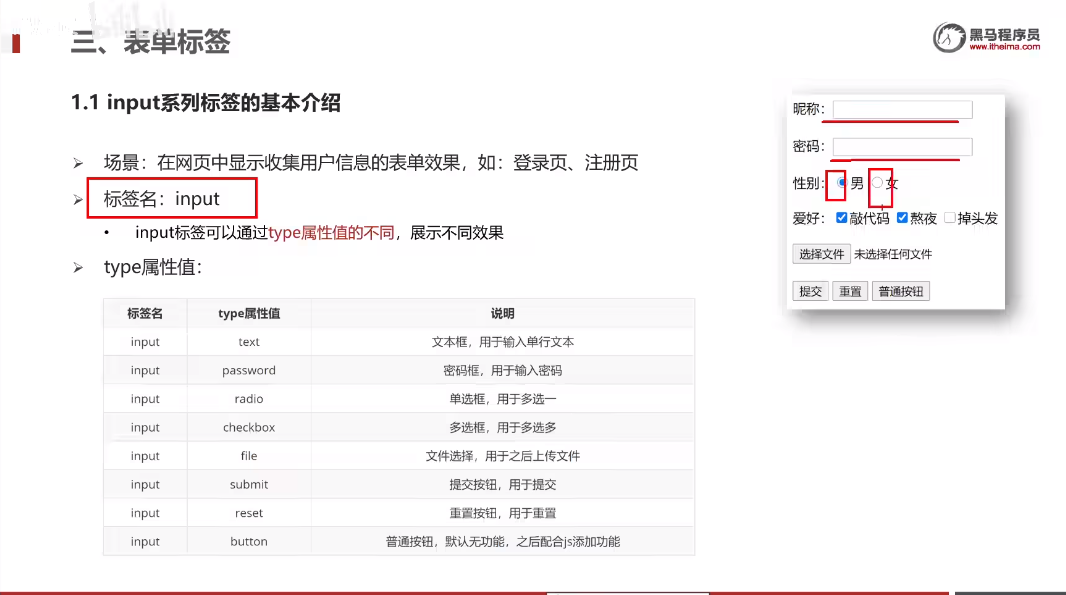 三、表单标签
黑马程序员
www.itheima.com
1.1 input系列标签的基本介绍
场景：在网页中显示收集用户信息的表单效果，如：登录页、注册页
标签名：input
input标签可以通过type属性值的不同，展示不同效果
type属性值：
标签名 type属性值 说明
input text 文本框，用于输入单行文本
input password 密码框，用于输入密码
input radio 单选框，用于多选一
input checkbox 多选框，用于多选多
input file 文件选择，用于之后上传文件
input submit 提交按钮，用于提交
input reset 重置按钮，用于重置
input button 普通按钮，默认无功能，之后配合js添加功能
昵称：
密码：
性别： 男 女
爱好： 敲代码 熬夜 掉头发
选择文件 未选择任何文件
提交 重置 普通按钮